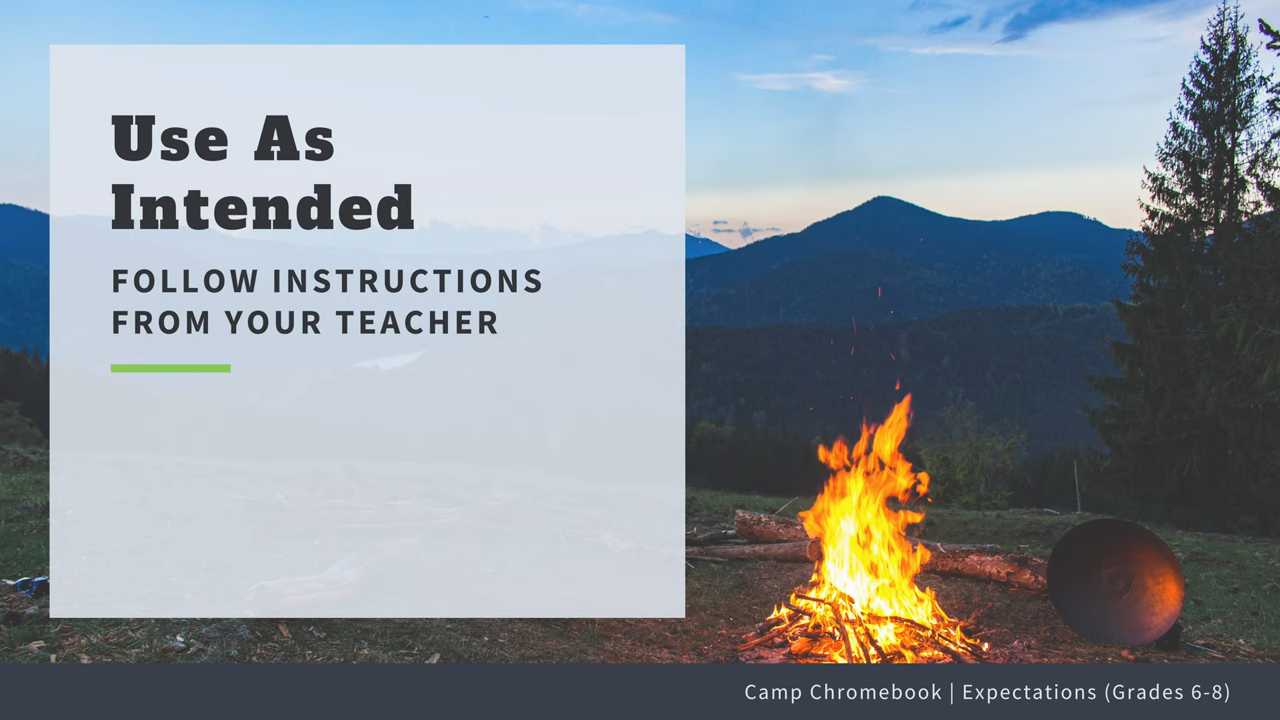 Use As
Intended
FOLLOW INSTRUCTIONS
FROM YOUR TEACHER
Camp Chromebook | Expectations (Grades 6-8)